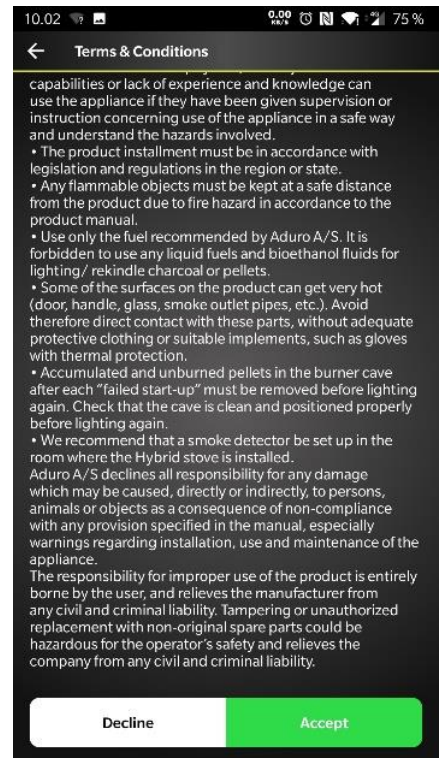 10.02
0.00
KB/S
4G
75 %
Terms & Conditions
capabilities or lack of experience and knowledge can
use the appliance if they have been given supervision or
instruction concerning use of the appliance in a safe way
and understand the hazards involved.
• The product installment must be in accordance with
legislation and regulations in the region or state.
• Any flammable objects must be kept at a safe distance
from the product due to fire hazard in accordance to the
product manual.
• Use only the fuel recommended by Aduro A/S. It is
forbidden to use any liquid fuels and bioethanol fluids for
lighting/ rekindle charcoal or pellets.
• Some of the surfaces on the product can get very hot
(door, handle, glass, smoke outlet pipes, etc.). Avoid
therefore direct contact with these parts, without adequate
protective clothing or suitable implements, such as gloves
with thermal protection.
• Accumulated and unburned pellets in the burner cave
after each "failed start-up" must be removed before lighting
again. Check that the cave is clean and positioned properly
before lighting again.
• We recommend that a smoke detector be set up in the
room where the Hybrid stove is installed.
Aduro A/S declines all responsibility for any damage
which may be caused, directly or indirectly, to persons,
animals or objects as a consequence of non-compliance
with any provision specified in the manual, especially
warnings regarding installation, use and maintenance of the
appliance.
The responsibility for improper use of the product is entirely
borne by the user, and relieves the manufacturer from
any civil and criminal liability. Tampering or unauthorized
replacement with non-original spare parts could be
hazardous for the operator's safety and relieves the
company from any civil and criminal liability.
Decline
Accept